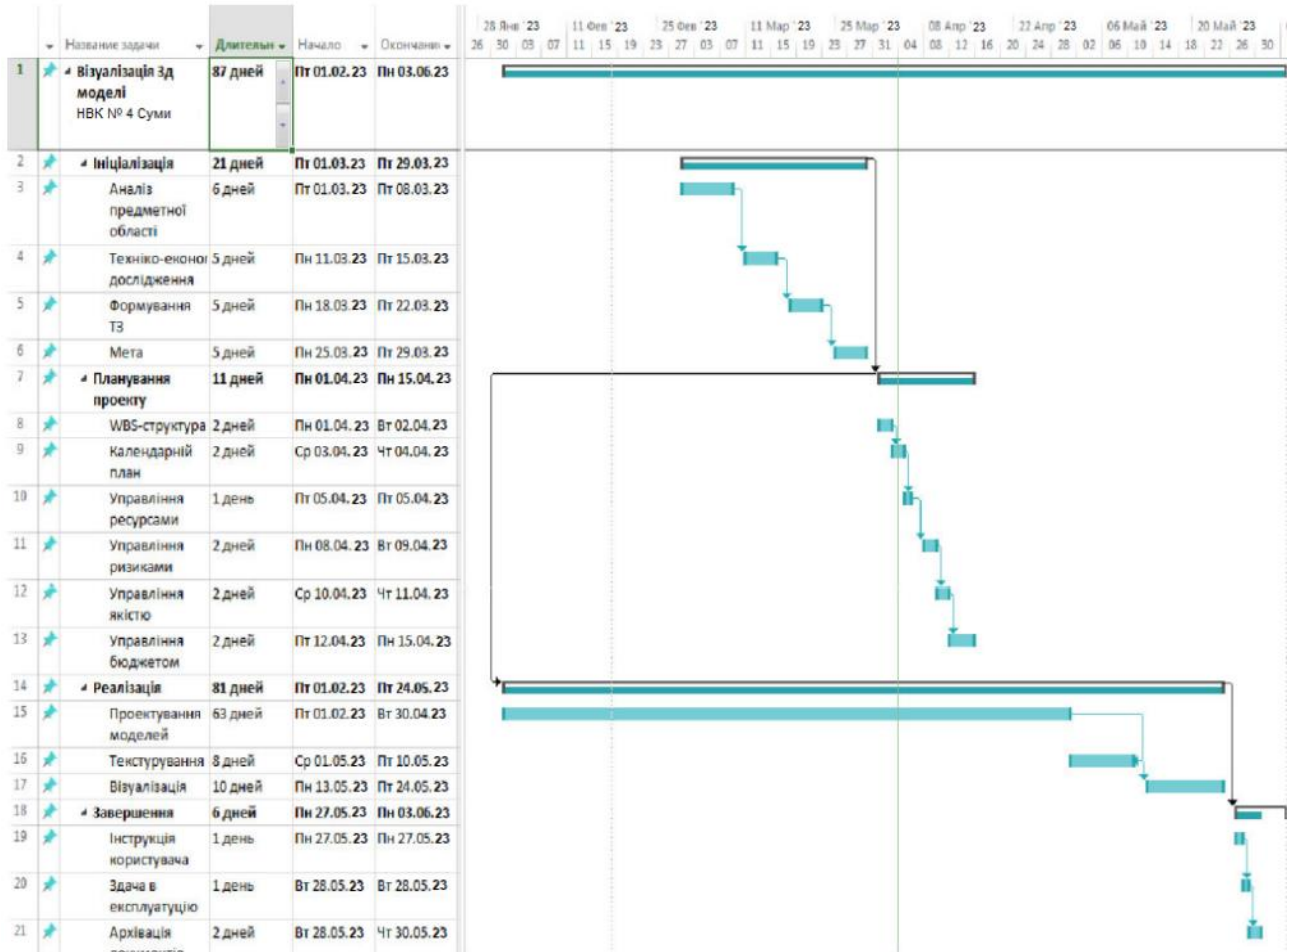 28 Янв '23 11 Фев '23 25 Фев '23 11 Мар '23 25 Мар '23 08 Апр '23 22 Апр '23 06 Май '23 20 Май '23
Название задачи Длительн Начало Окончани 26 30 03 07 11 15 19 23 27 03 07 11 15 19 23 27 31 04 08 12 16 20 24 28 02 06 10 14 18 22 26 30
1 Візуалізація 3д 87 дней Пт 01.02.23 Пн 03.06.23
моделі
НВК № 4 Суми
2 Ініціалізація 21 дней Пт 01.03.23 Пт 29.03.23
3 Аналіз 6 дней Пт 01.03.23 Пт 08.03.23
предметної
області
4 Техніко-еконо 5 дней Пн 11.03.23 Пт 15.03.23
дослідження
5 Формування 5 дней Пн 18.03.23 Пт 22.03.23
ТЗ
6 Мета 5 дней Пн 25.03.23 Пт 29.03.23
7 Планування 11 дней Пн 01.04.23 Пн 15.04.23
проекту
8 WBS-структура 2 дней Пн 01.04.23 Вт 02.04.23
9 Календарній 2 дней Ср 03.04.23 Чт 04.04.23
план
10 Управління 1 день Пт 05.04.23 Пт 05.04.23
ресурсами
11 Управління 2 дней Пн 08.04.23 Вт 09.04.23
ризиками
12 Управління 2 дней Ср 10.04.23 Чт 11.04.23
якістю
13 Управління 2 дней Пт 12.04.23 Пн 15.04.23
бюджетом
14 Реалізація 81 дней Пт 01.02.23 Пт 24.05.23
15 Проектування 63 дней Пт 01.02.23 Вт 30.04.23
моделей
16 Текстурування 8 дней Ср 01.05.23 Пт 10.05.23
17 Візуалізація 10 дней Пн 13.05.23 Пт 24.05.23
18 Завершення 6 дней Пн 27.05.23 Пн 03.06.23
19 Інструкція 1 день Пн 27.05.23 Пн 27.05.23
користувача
20 Здача в 1 день Вт 28.05.23 Вт 28.05.23
експлуатуцію
21 Архівація 2 дней Вт 28.05.23 Чт 30.05.23